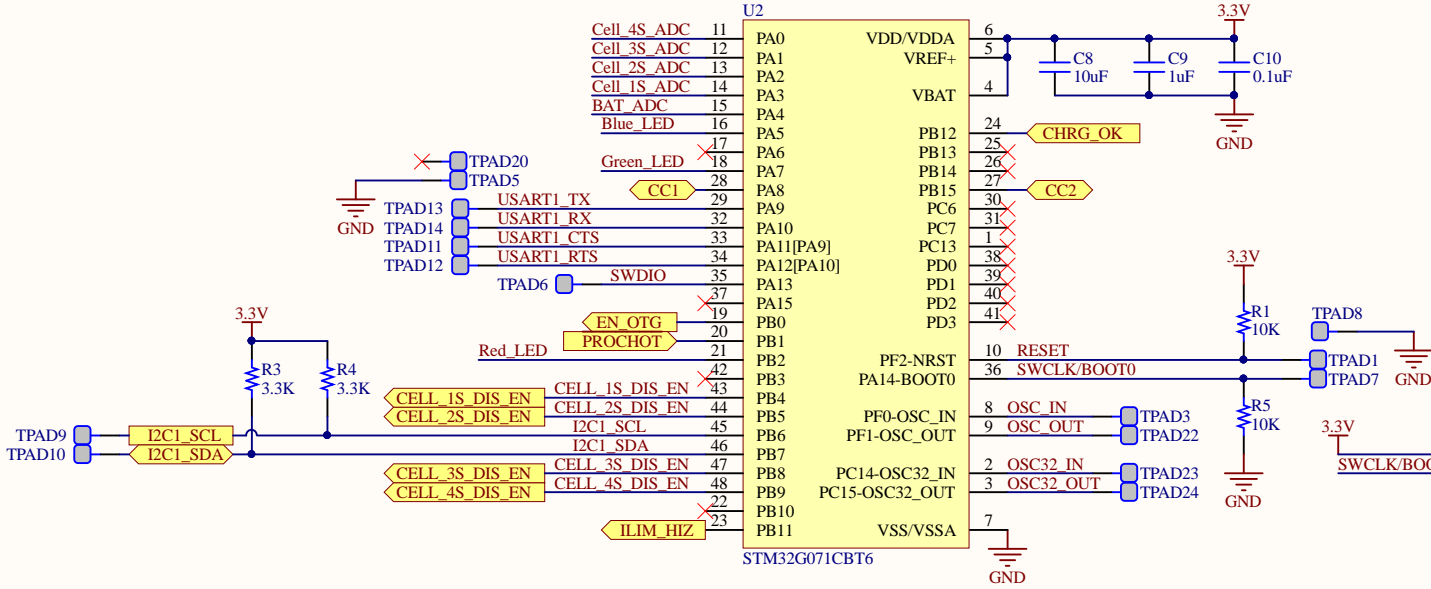 U2
3.3V
Cell_4S_ADC 11 PA0 VDD/VDDA 6
Cell_3S_ADC 12 PA1 VREF+ 5
Cell_2S_ADC 13 PA2
Cell_1S_ADC 14 PA3 VBAT 4
C8 10uF
C9 1uF
C10 0.1uF
GND
BAT_ADC 15 PA4
Blue_LED 16 PA5 PB12 24 CHRG_OK
17 PA6 PB13 25
TPAD20
Green_LED 18 PA7 PB14 26
TPAD5
GND
CC1 28 PA8 PB15 27 CC2
TPAD13 USART1_TX 29 PA9 PC6 30
TPAD14 USART1_RX 32 PA10 PC7 31
TPAD11 USART1_CTS 33 PA11[PA9] PC13 1
TPAD12 USART1_RTS 34 PA12[PA10] PD0 38
TPAD6 SWDIO 35 PA13 PD1 39
37 PA15 PD2 40
EN_OTG 19 PB0 PD3 41
PROCHOT 20 PB1
Red_LED 21 PB2 PF2-NRST 10 RESET TPAD1
42 PB3 PA14-BOOT0 36 SWCLK/BOOT0 TPAD7
3.3V
R1
10K
TPAD8
GND
R5
10K
GND
3.3V
R3
3.3K
R4
3.3K
CELL_1S_DIS_EN CELL_1S_DIS_EN 43 PB4
CELL_2S_DIS_EN CELL_2S_DIS_EN 44 PB5 PF0-OSC_IN 8 OSC_IN TPAD3
TPAD9 I2C1_SCL I2C1_SCL 45 PB6 PF1-OSC_OUT 9 OSC_OUT TPAD22
TPAD10 I2C1_SDA I2C1_SDA 46 PB7
CELL_3S_DIS_EN CELL_3S_DIS_EN 47 PB8 PC14-OSC32_IN 2 OSC32_IN TPAD23
CELL_4S_DIS_EN CELL_4S_DIS_EN 48 PB9 PC15-OSC32_OUT 3 OSC32_OUT TPAD24
22 PB10
ILIM_HIZ 23 PB11 VSS/VSSA 7
GND
STM32G071CBT6
3.3V
SWCLK/BOO